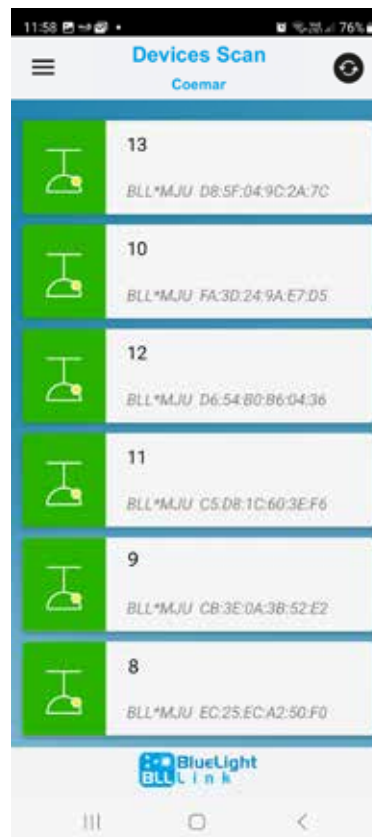 11:58
76%
Devices Scan
Coemar
13
BLL*MJU D8:5F:04:9C:2A:7C
10
BLL*MJU FA:3D:24:9A:E7:D5
12
BLL*MJU D6:54:B0:B6:04:36
11
BLL*MJU C5:D8:1C:60:3E:F6
9
BLL*MJU CB:3E:0A:3B:52:E2
8
BLL*MJU EC:25:EC:A2:50:F0
BlueLight
BLL Link